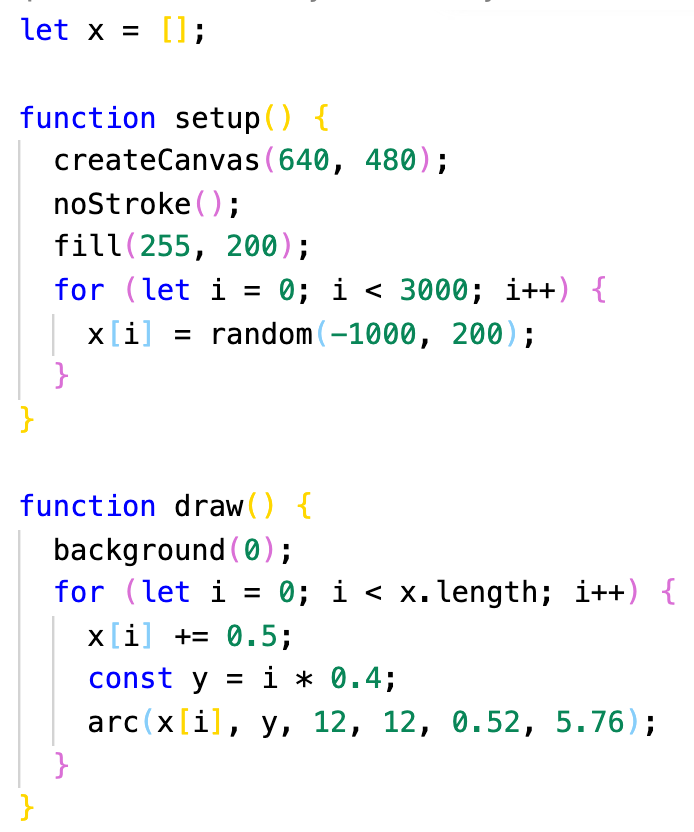 let x = [];
function setup() {
  createCanvas(640, 480);
  noStroke();
  fill(255, 200);
  for (let i = 0; i < 3000; i++) {
    x[i] = random(-1000, 200);
  }
}
function draw() {
  background(0);
  for (let i = 0; i < x.length; i++) {
    x[i] += 0.5;
    const y = i * 0.4;
    arc(x[i], y, 12, 12, 0.52, 5.76);
  }
}